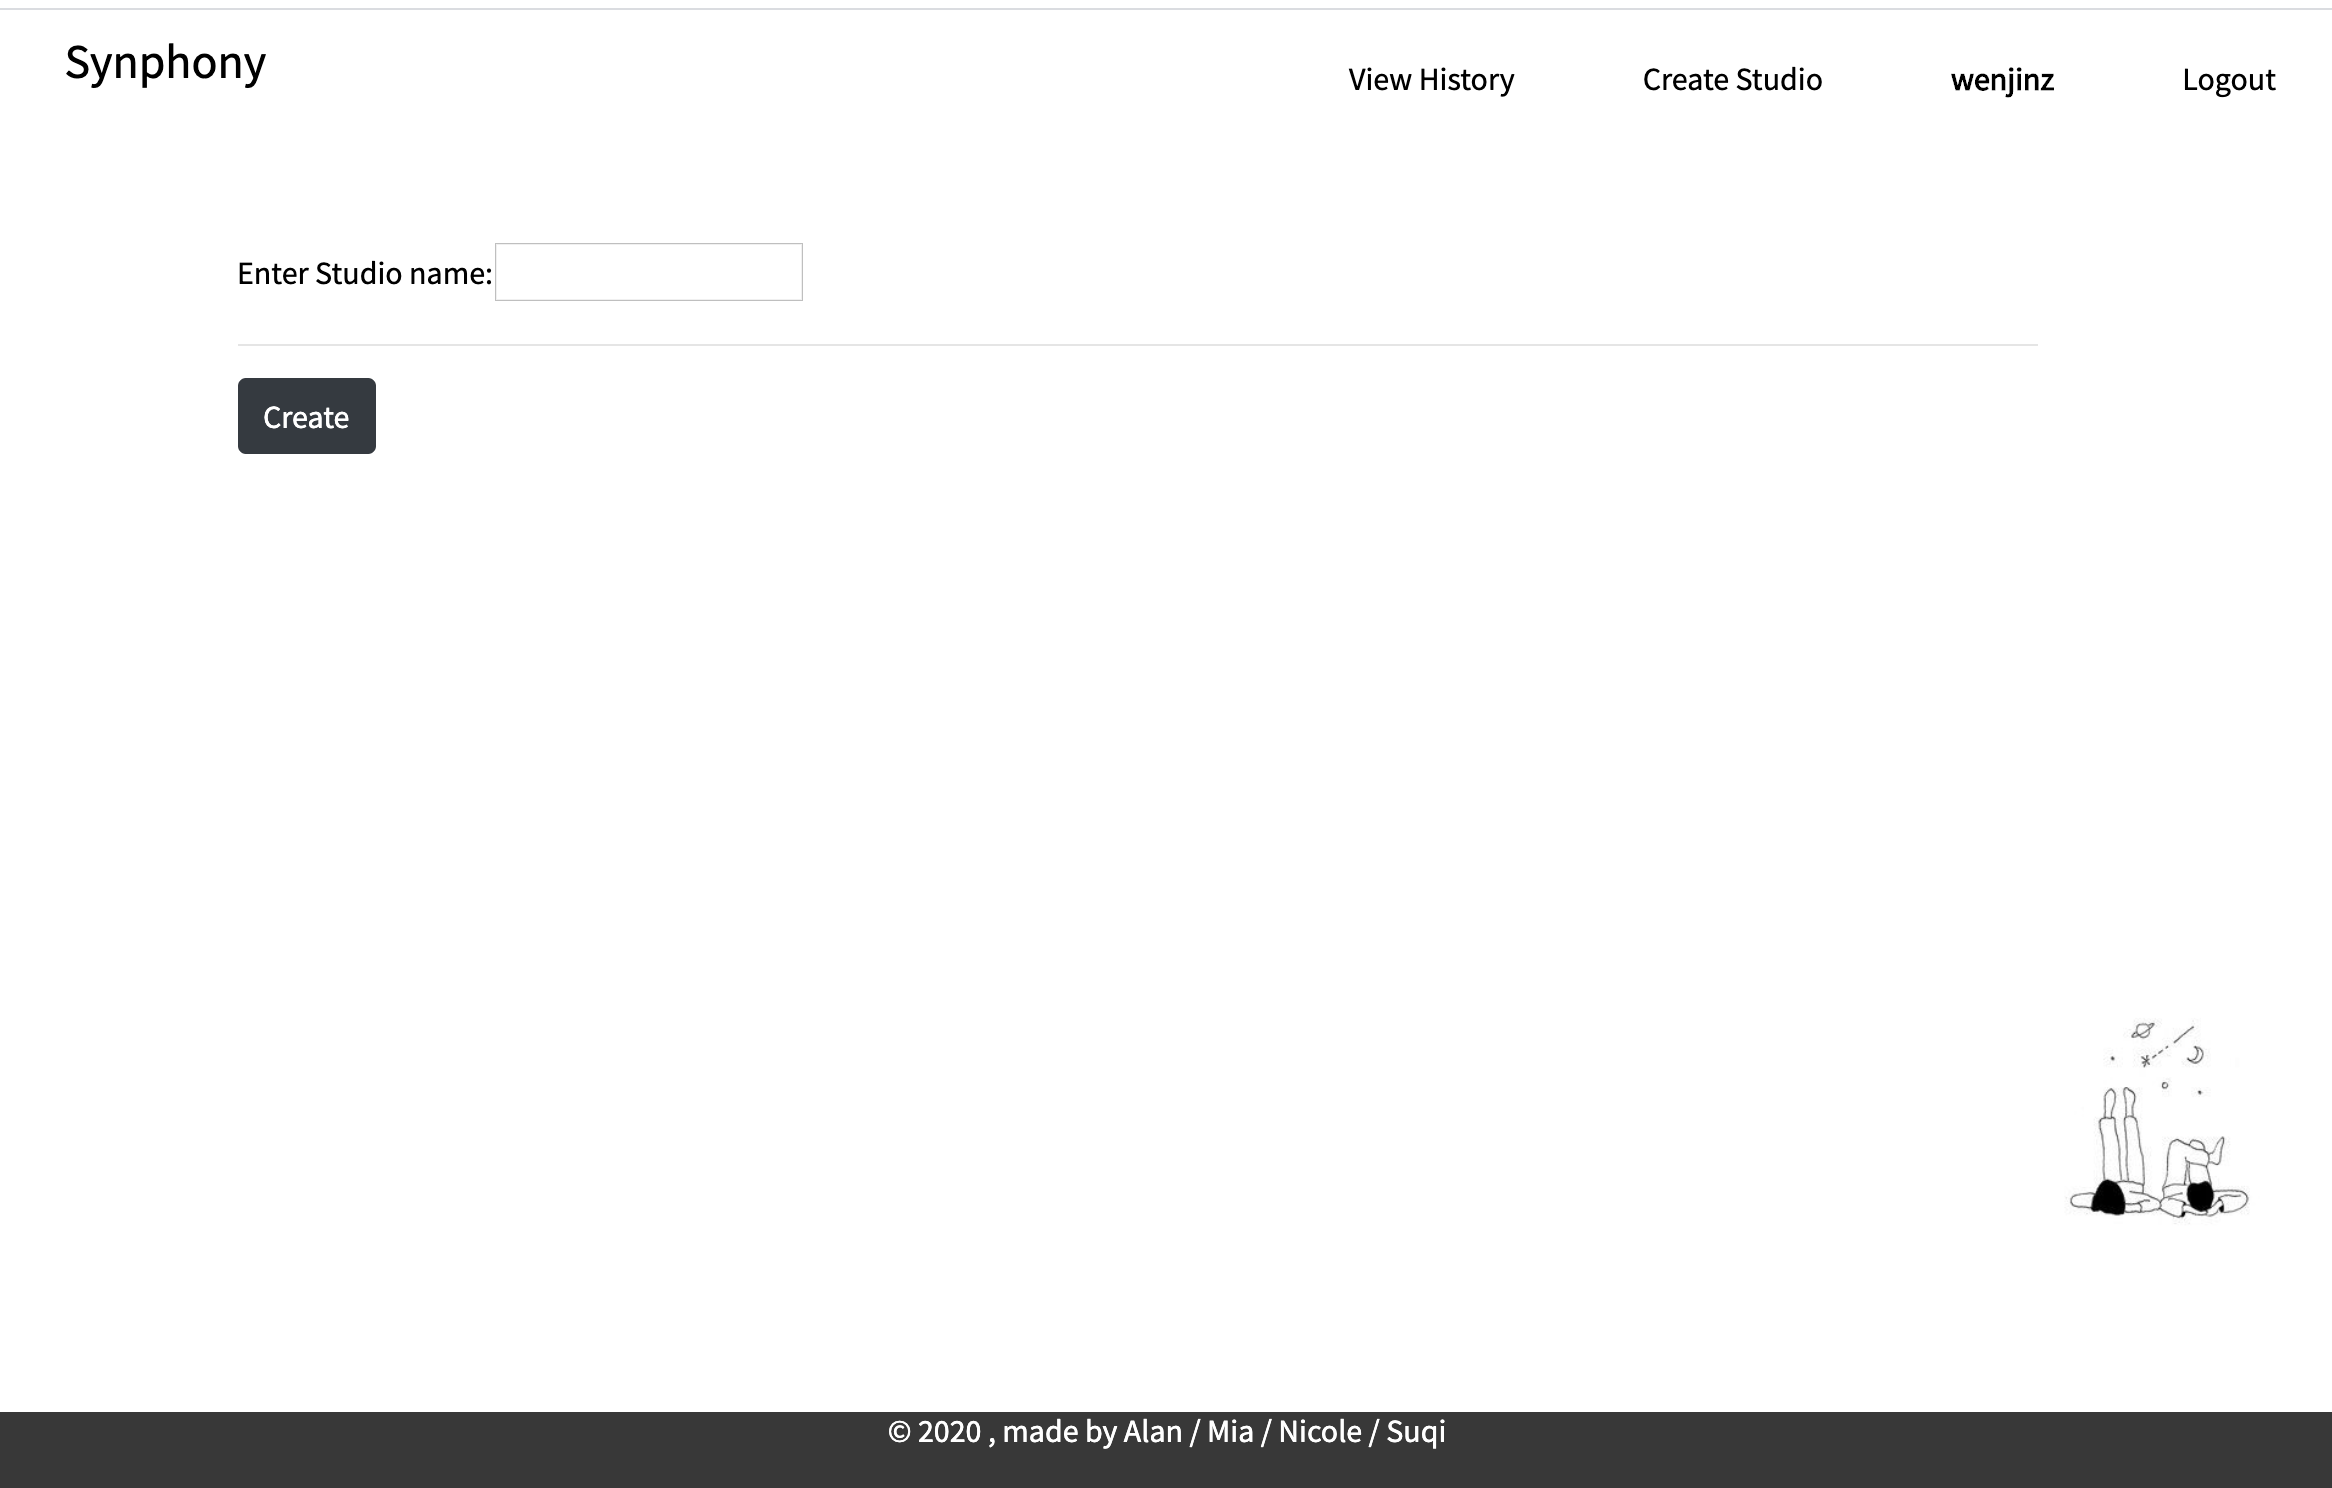 Synphony
View History Create Studio wenjinz Logout
Enter Studio name:
Create
© 2020 , made by Alan / Mia / Nicole / Suqi